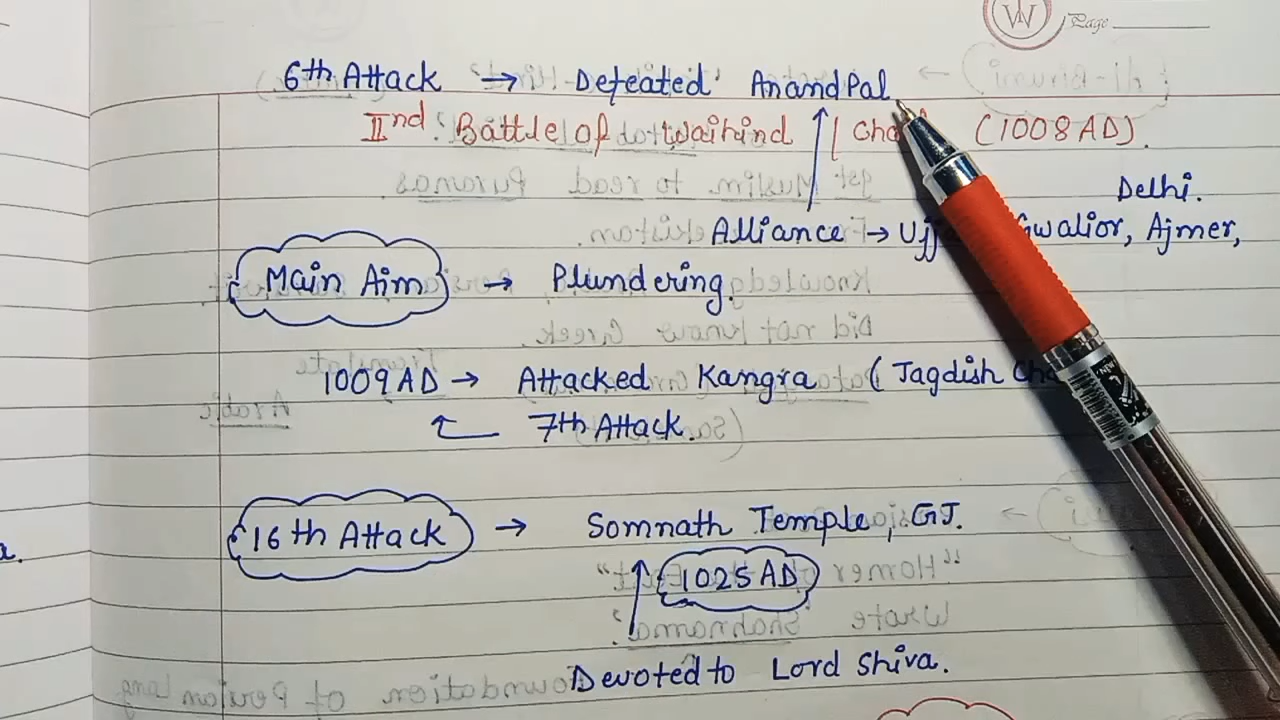 Page
6th Attack → Defeated AnandPal
IInd Battle of Waihind (1008 AD).
Delhi.
Alliance → Gwalior, Ajmer,
Main Aim → Plundering.
1009 AD → Attacked Kangra (Jagdish
7th Attack.
16th Attack → Somnath Temple, GJ.
a.
1025 AD
Devoted to Lord Shiva.